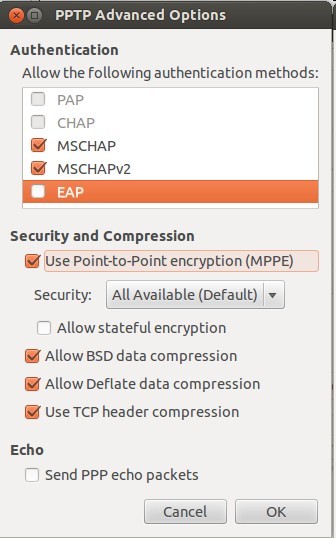 PPTP Advanced Options
Authentication
Allow the following authentication methods:
PAP
CHAP
MSCHAP
MSCHAPv2
EAP
Security and Compression
Use Point-to-Point encryption (MPPE)
Security: All Available (Default)
Allow stateful encryption
Allow BSD data compression
Allow Deflate data compression
Use TCP header compression
Echo
Send PPP echo packets
Cancel OK